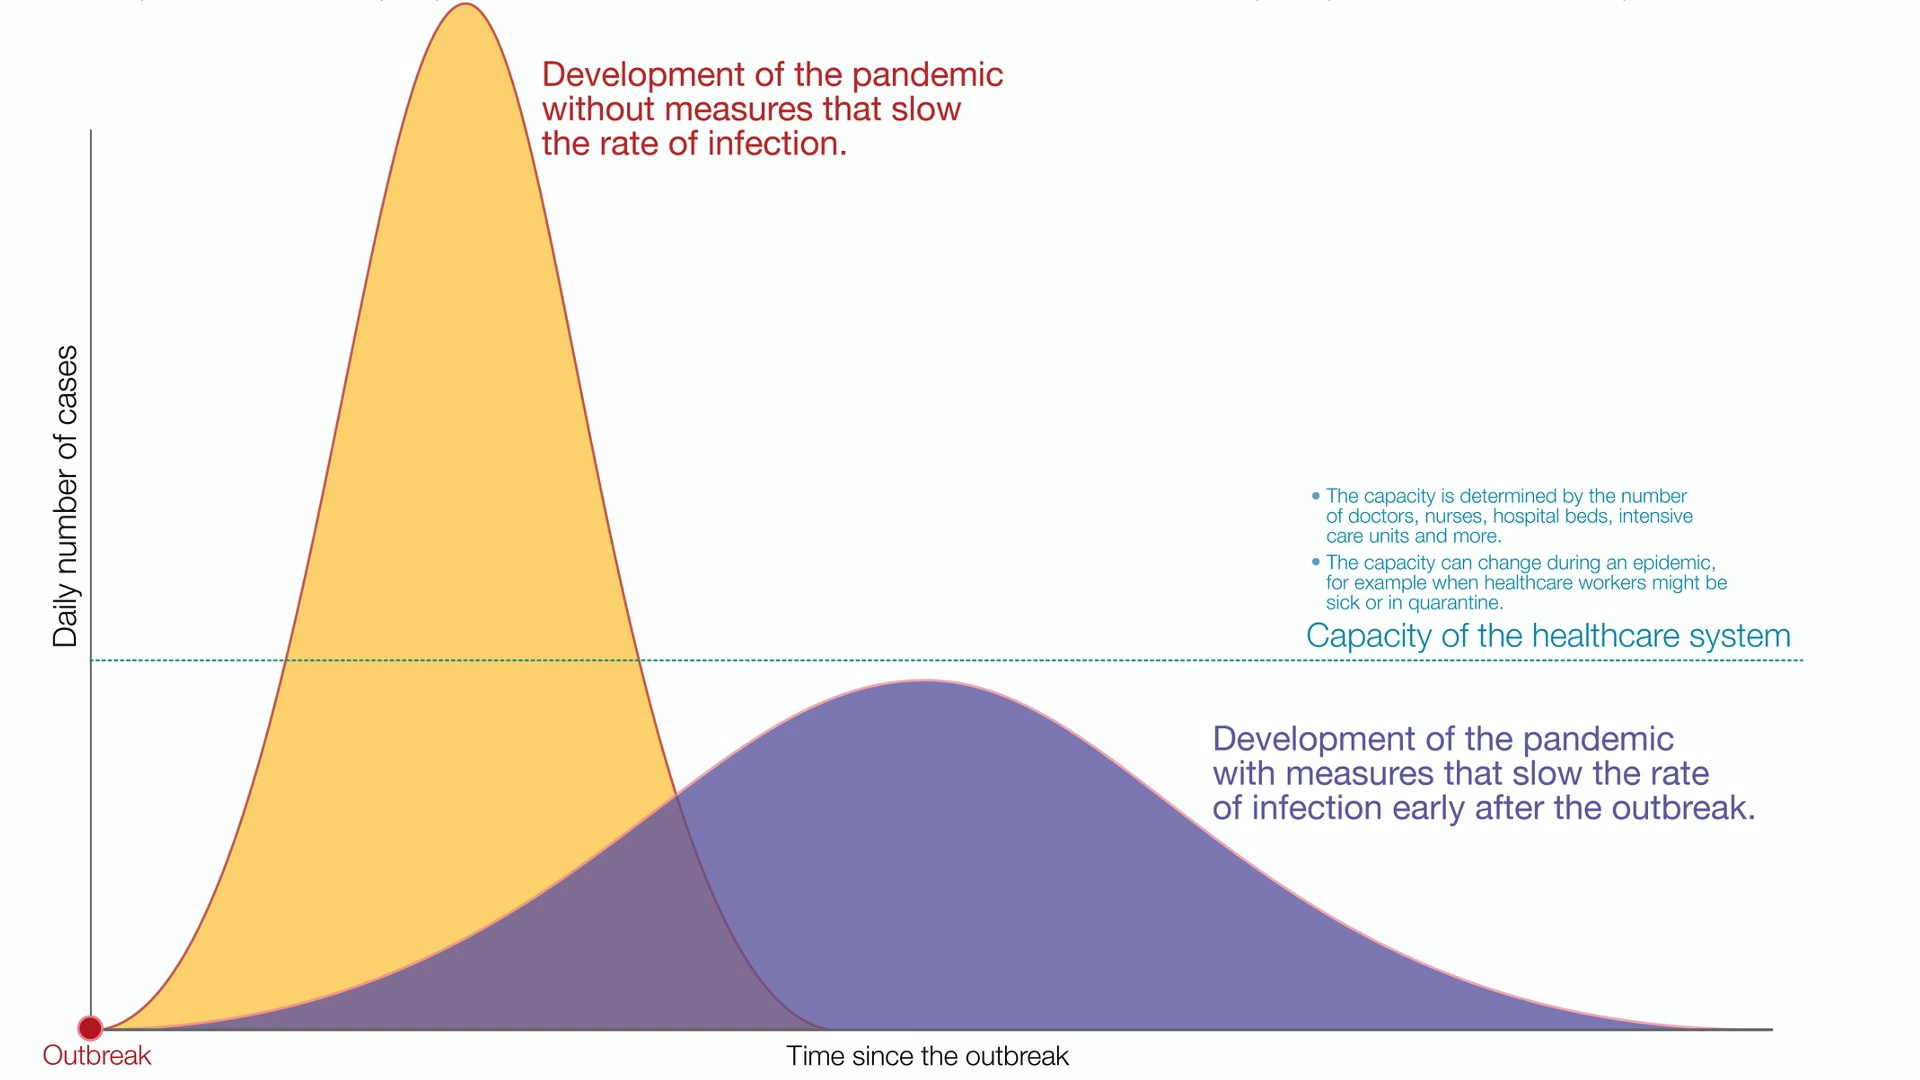 Development of the pandemic
without measures that slow
the rate of infection.
Daily number of cases
• The capacity is determined by the number
of doctors, nurses, hospital beds, intensive
care units and more.
• The capacity can change during an epidemic,
for example when healthcare workers might be
sick or in quarantine.
Capacity of the healthcare system
Development of the pandemic
with measures that slow the rate
of infection early after the outbreak.
Outbreak
Time since the outbreak